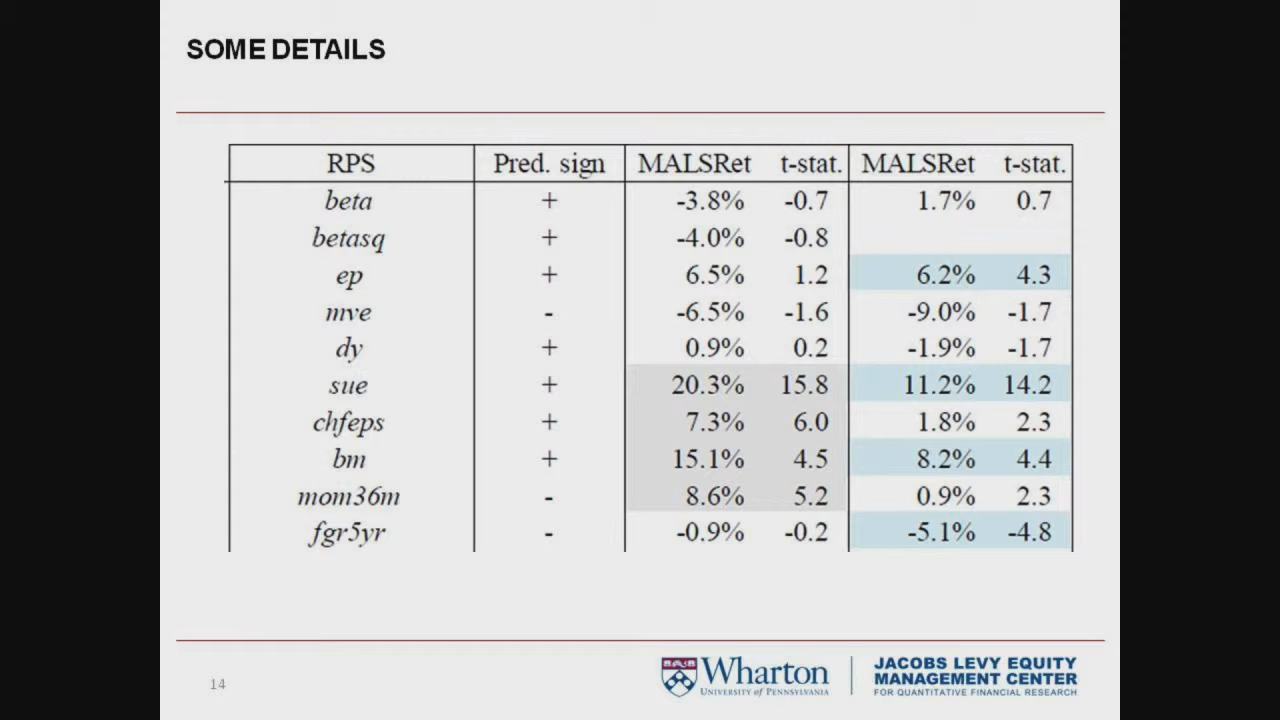 SOME DETAILS
RPS Pred. sign MALSRet t-stat. MALSRet t-stat.
beta + -3.8% -0.7 1.7% 0.7
betasq + -4.0% -0.8
ep + 6.5% 1.2 6.2% 4.3
mve - -6.5% -1.6 -9.0% -1.7
dy + 0.9% 0.2 -1.9% -1.7
sue + 20.3% 15.8 11.2% 14.2
chfeps + 7.3% 6.0 1.8% 2.3
bm + 15.1% 4.5 8.2% 4.4
mom36m - 8.6% 5.2 0.9% 2.3
fgr5yr - -0.9% -0.2 -5.1% -4.8
14
Wharton
UNIVERSITY OF PENNSYLVANIA
JACOBS LEVY EQUITY
MANAGEMENT CENTER
FOR QUANTITATIVE FINANCIAL RESEARCH